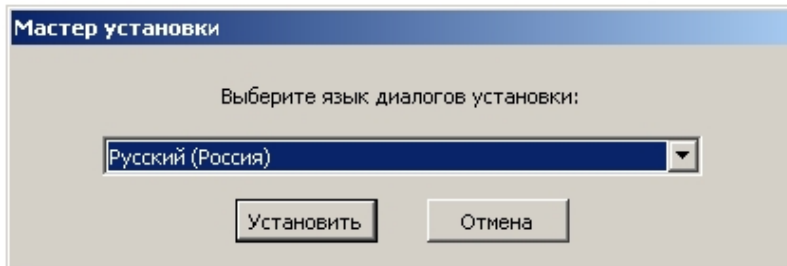 Мастер установки
Выберите язык диалогов установки:
Русский (Россия)
Установить Отмена